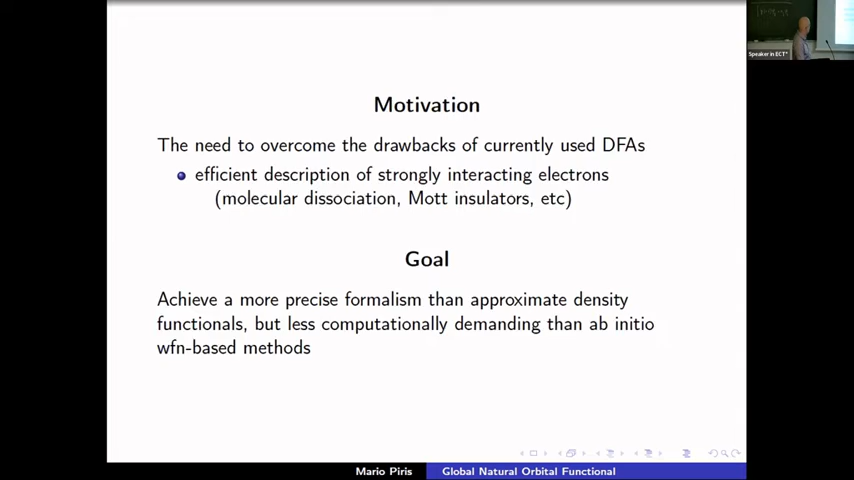 Motivation
The need to overcome the drawbacks of currently used DFAs
efficient description of strongly interacting electrons
(molecular dissociation, Mott insulators, etc)
Goal
Achieve a more precise formalism than approximate density
functionals, but less computationally demanding than ab initio
wfn-based methods
Mario Piris
Global Natural Orbital Functional
Speaker in ECT*